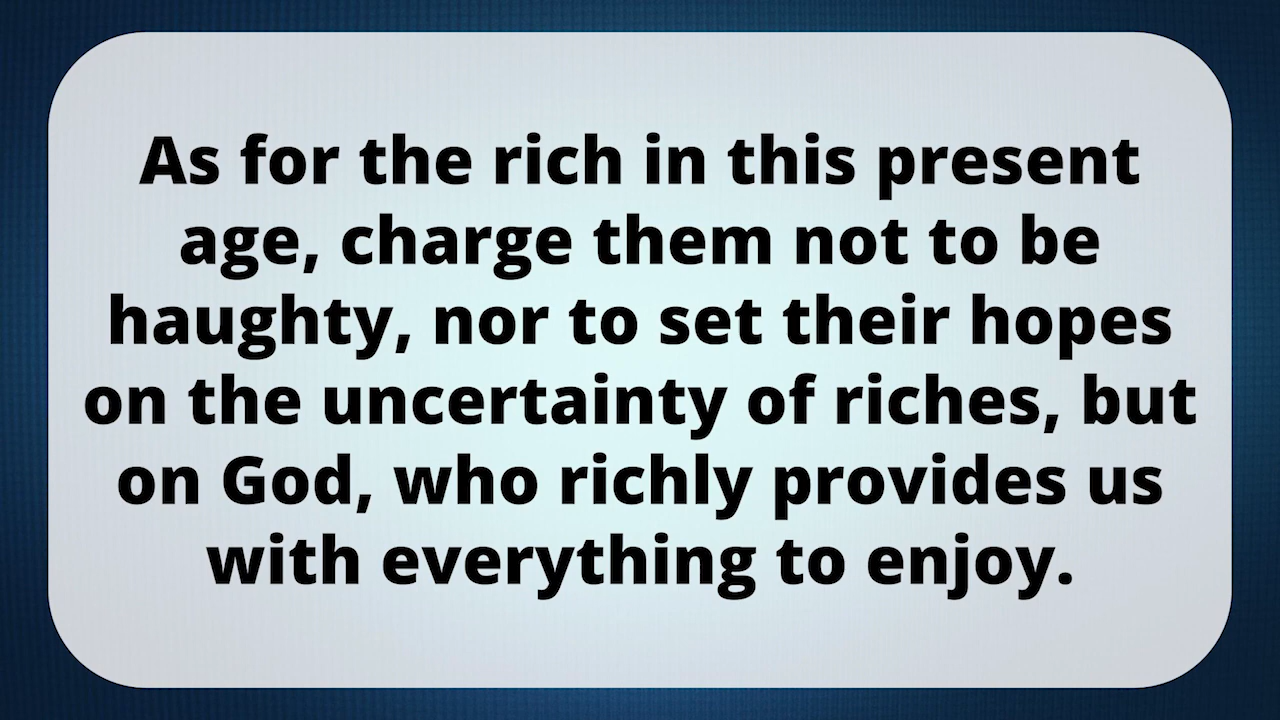 As for the rich in this present
age, charge them not to be
haughty, nor to set their hopes
on the uncertainty of riches, but
on God, who richly provides us
with everything to enjoy.